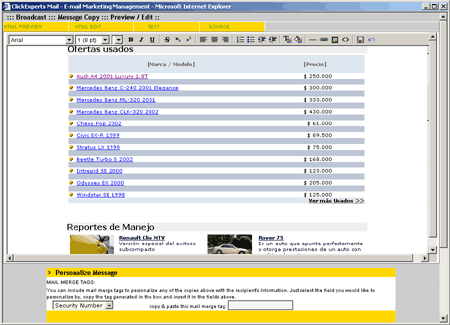 ClickExperts Mail - E-mail Marketing Management - Microsoft Internet Explorer
:: Broadcast ::: Message Copy ::: Preview / Edit ::
HTML PREVIEW HTML EDIT TEXT SOURCE
Arial 1 (8 pt) B I U S
Ofertas usados
[Marca / Modelo] [Precio]
Audi A4 2001 Luxury 1.8T $ 250.000
Mercedes Benz C-240 2001 Elegance $ 300.000
Mercedes Benz ML-320 2001 $ 333.000
Mercedes Benz CLK-320 2002 $ 430.000
Chevy Pop 2002 $ 61.000
Civic EX-R 1999 $ 89.500
Stratus LX 1998 $ 75.000
Beetle Turbo S 2002 $ 168.000
Intrepid SE 2000 $ 123.000
Odyssey EX 2000 $ 205.000
Windstar SE 1998 $ 125.000
Ver más Usados >>
Reportes de Manejo
Renault Clio MTV
Versión especial del exitoso subcompacto
Rover 75
Es un auto que apunta perfectamente y otorga prestaciones de un auto con
> Personalize Message
MAIL MERGE TAGS:
You can include mail merge tags to personalize any of the copies above with the recipient's information. Just select the field you would like to
personalize by, copy the tag generated in the box and insert it in the fields above.
Security Number copy & paste this mail merge tag: